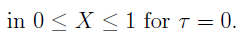 in 0 ≤ X ≤ 1 for τ = 0.